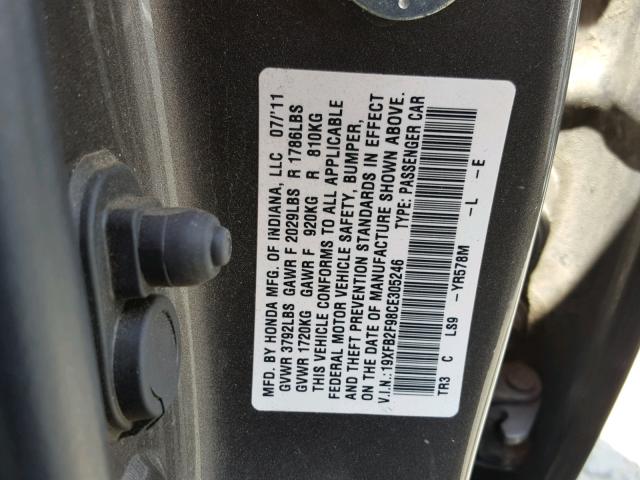 MFD. BY HONDA MFG. OF INDIANA, LLC 07/'11
GVWR 3792LBS GAWR F 2029LBS R 1786LBS
GVWR 1720KG GAWR F 920KG R 810KG
THIS VEHICLE CONFORMS TO ALL APPLICABLE
FEDERAL MOTOR VEHICLE SAFETY, BUMPER,
AND THEFT PREVENTION STANDARDS IN EFFECT
ON THE DATE OF MANUFACTURE SHOWN ABOVE.
V.I.N.:19XFB2F98CE305246 TYPE: PASSENGER CAR
TR3 C LS9 -YR578M -L -E